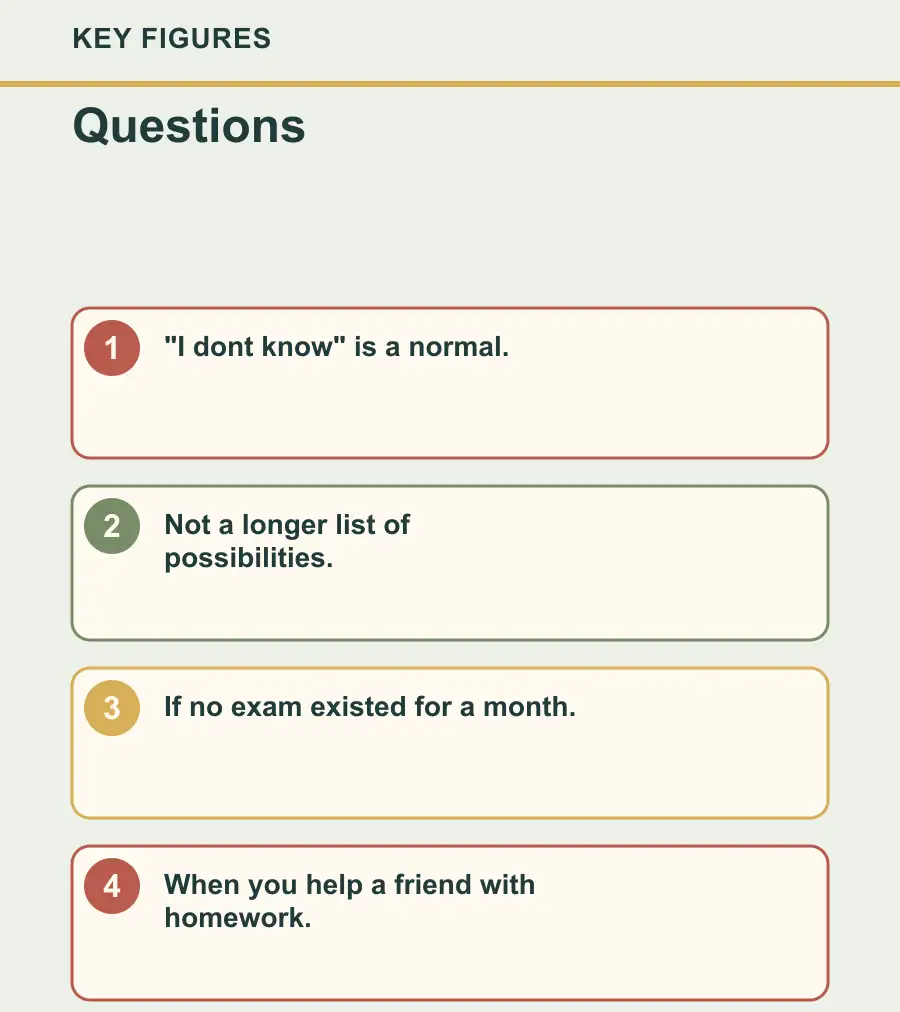 KEY FIGURES
Questions
1
"I dont know" is a normal.
2
Not a longer list of
possibilities.
3
If no exam existed for a month.
4
When you help a friend with
homework.